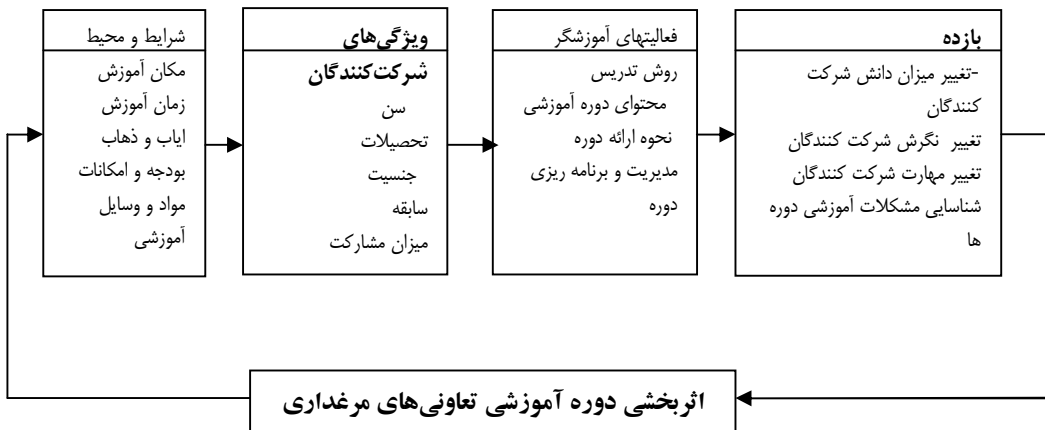 شرایط و محیط
مکان آموزش
زمان آموزش
ایاب و ذهاب
بودجه و امکانات
مواد و وسایل
آموزشی
ویژگی‌های
شرکت‌کنندگان
سن
تحصیلات
جنسیت
سابقه
میزان مشارکت
فعالیتهای آموزشگر
روش تدریس
محتوای دوره آموزشی
نحوه ارائه دوره
مدیریت و برنامه ریزی
دوره
بازده
-تغییر میزان دانش شرکت
کنندگان
تغییر نگرش شرکت کنندگان
تغییر مهارت شرکت کنندگان
شناسایی مشکلات آموزشی دوره
ها
اثربخشی دوره آموزشی تعاونی‌های مرغداری